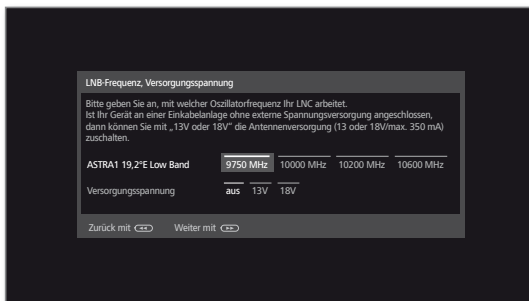 LNB-Frequenz, Versorgungsspannung
Bitte geben Sie an, mit welcher Oszillatorfrequenz Ihr LNC arbeitet.
Ist Ihr Gerät an einer Einkabelanlage ohne externe Spannungsversorgung angeschlossen,
dann können Sie mit „13V oder 18V“ die Antennenversorgung (13 oder 18V/max. 350 mA)
zuschalten.
ASTRA1 19,2°E Low Band 9750 MHz 10000 MHz 10200 MHz 10600 MHz
Versorgungsspannung aus 13V 18V
Zurück mit Weiter mit